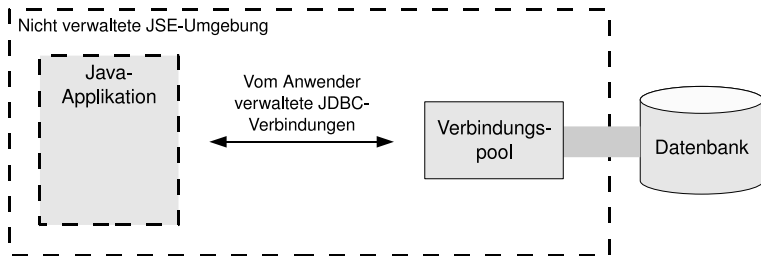 Nicht verwaltete JSE-Umgebung
Java-
Applikation
Vom Anwender
verwaltete JDBC-
Verbindungen
Verbindungs-
pool
Datenbank